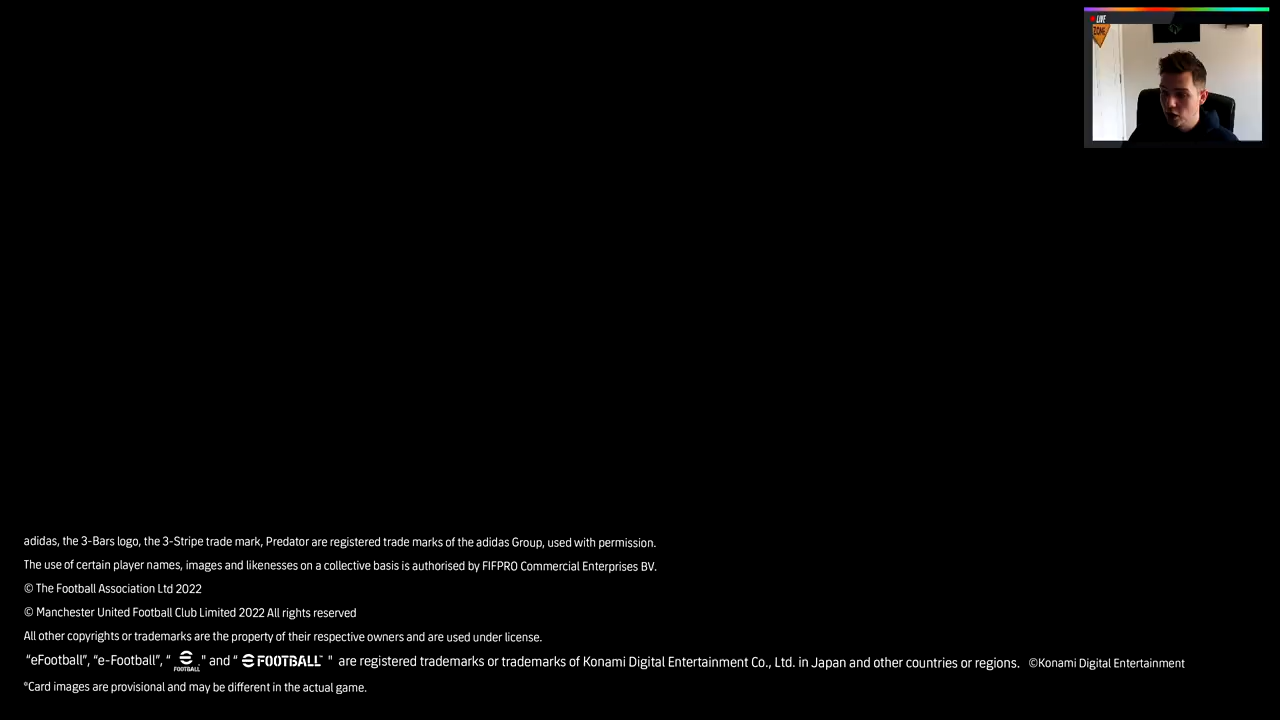 LIVE
ZONE
adidas, the 3-Bars logo, the 3-Stripe trade mark, Predator are registered trade marks of the adidas Group, used with permission.
The use of certain player names, images and likenesses on a collective basis is authorised by FIFPRO Commercial Enterprises BV.
© The Football Association Ltd 2022
© Manchester United Football Club Limited 2022 All rights reserved
All other copyrights or trademarks are the property of their respective owners and are used under license.
"eFootball", "e-Football", " FOOTBALL " and " FOOTBALL™ " are registered trademarks or trademarks of Konami Digital Entertainment Co., Ltd. in Japan and other countries or regions. ©Konami Digital Entertainment
*Card images are provisional and may be different in the actual game.